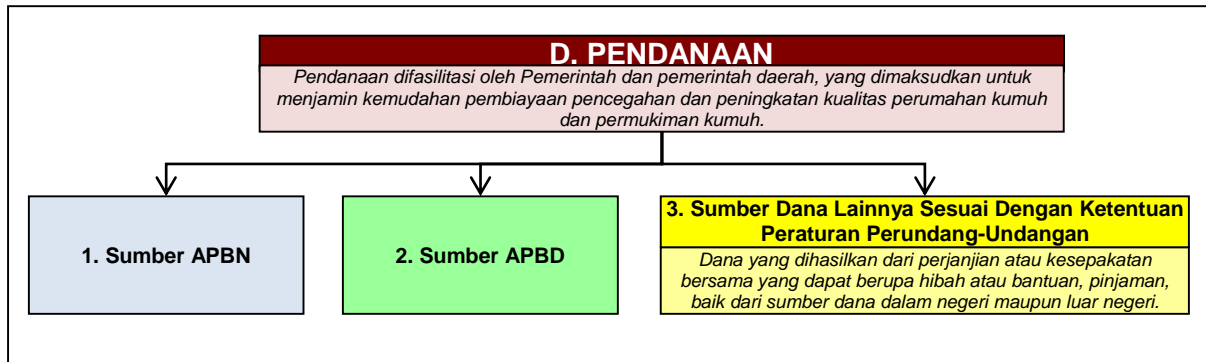 D. PENDANAAN
Pendanaan difasilitasi oleh Pemerintah dan pemerintah daerah, yang dimaksudkan untuk
menjamin kemudahan pembiayaan pencegahan dan peningkatan kualitas perumahan kumuh
dan permukiman kumuh.
1. Sumber APBN
2. Sumber APBD
3. Sumber Dana Lainnya Sesuai Dengan Ketentuan
Peraturan Perundang-Undangan
Dana yang dihasilkan dari perjanjian atau kesepakatan
bersama yang dapat berupa hibah atau bantuan, pinjaman,
baik dari sumber dana dalam negeri maupun luar negeri.